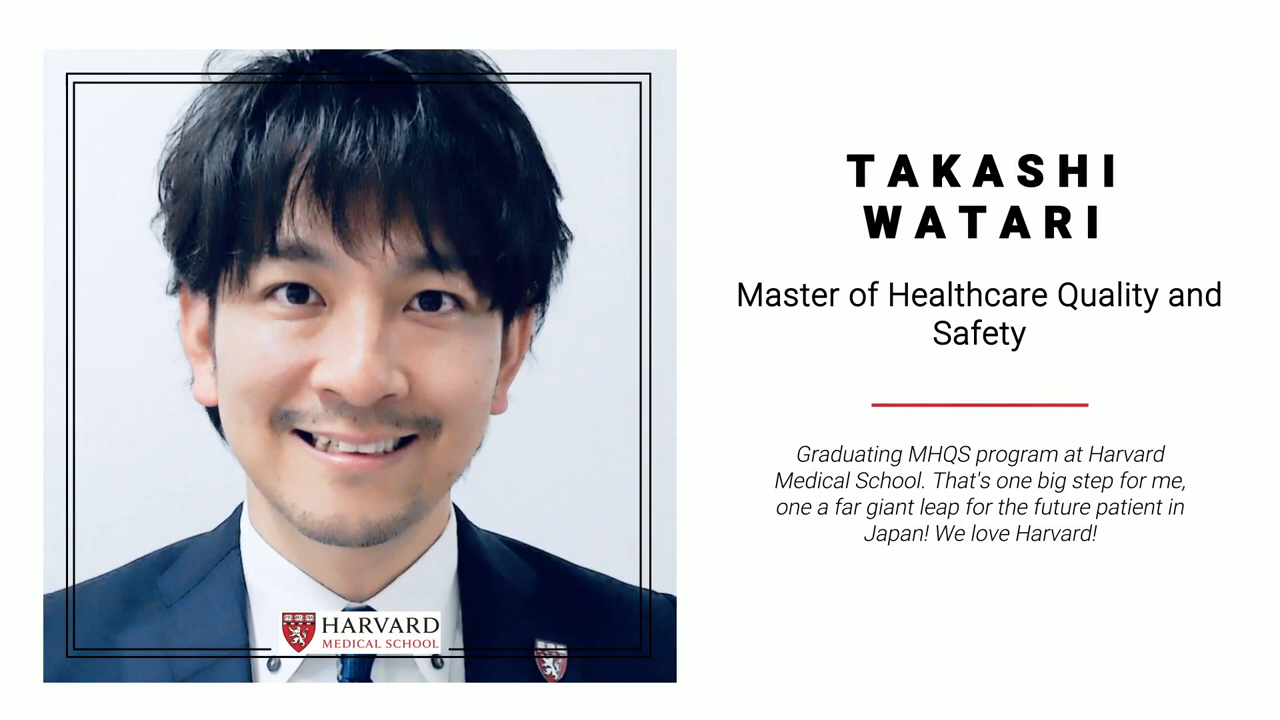 TAKASHI
WATARI
Master of Healthcare Quality and
Safety
Graduating MHQS program at Harvard
Medical School. That's one big step for me,
one a far giant leap for the future patient in
Japan! We love Harvard!
HARVARD
MEDICAL SCHOOL